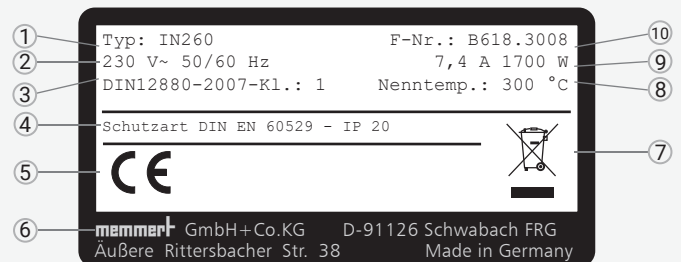 1 Typ: IN260 F-Nr.: B618.3008 10
2 230 V~ 50/60 Hz 7,4 A 1700 W 9
3 DIN12880-2007-Kl.: 1 Nenntemp.: 300 °C 8
4 Schutzart DIN EN 60529 - IP 20
5 CE 7
6 memmert GmbH+Co.KG D-91126 Schwabach FRG
Äußere Rittersbacher Str. 38 Made in Germany